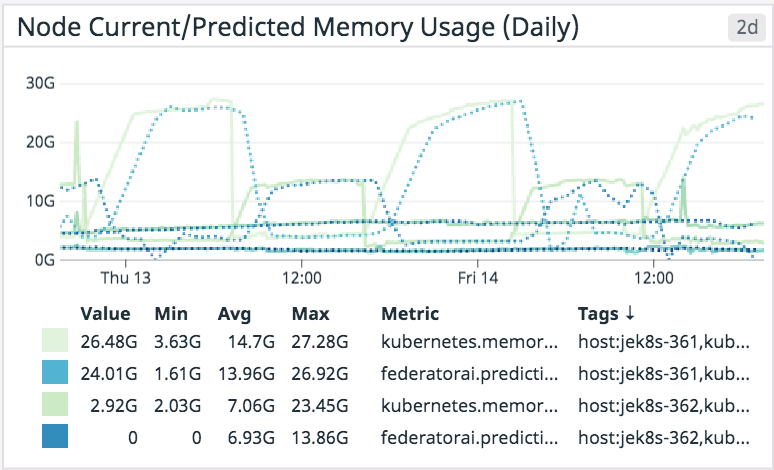 Node Current/Predicted Memory Usage (Daily) 2d
30G
20G
10G
0G
Thu 13 12:00 Fri 14 12:00
Value Min Avg Max Metric Tags ↓
26.48G 3.63G 14.7G 27.28G kubernetes.memor... host:jek8s-361,kub...
24.01G 1.61G 13.96G 26.92G federatorai.predicti... host:jek8s-361,kub...
2.92G 2.03G 7.06G 23.45G kubernetes.memor... host:jek8s-362,kub...
0 0 6.93G 13.86G federatorai.predicti... host:jek8s-362,kub...